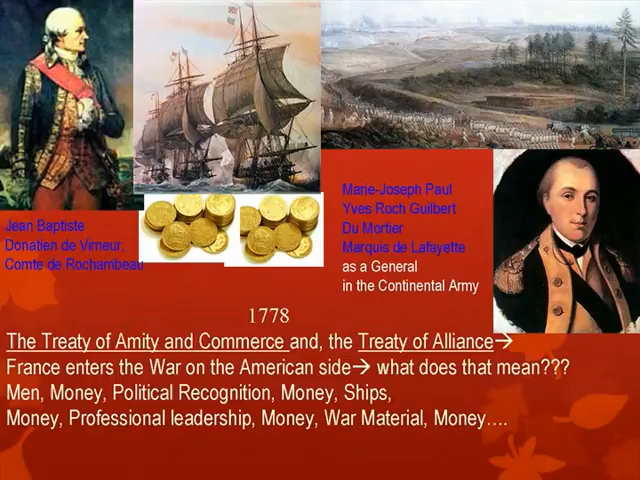 Jean Baptiste
Donatien de Vimeur,
Comte de Rochambeau
Marie-Joseph Paul
Yves Roch Guilbert
Du Mortier
Marquis de Lafayette
as a General
in the Continental Army
1778
The Treaty of Amity and Commerce and, the Treaty of Alliance→
France enters the War on the American side→ what does that mean???
Men, Money, Political Recognition, Money, Ships,
Money, Professional leadership, Money, War Material, Money….